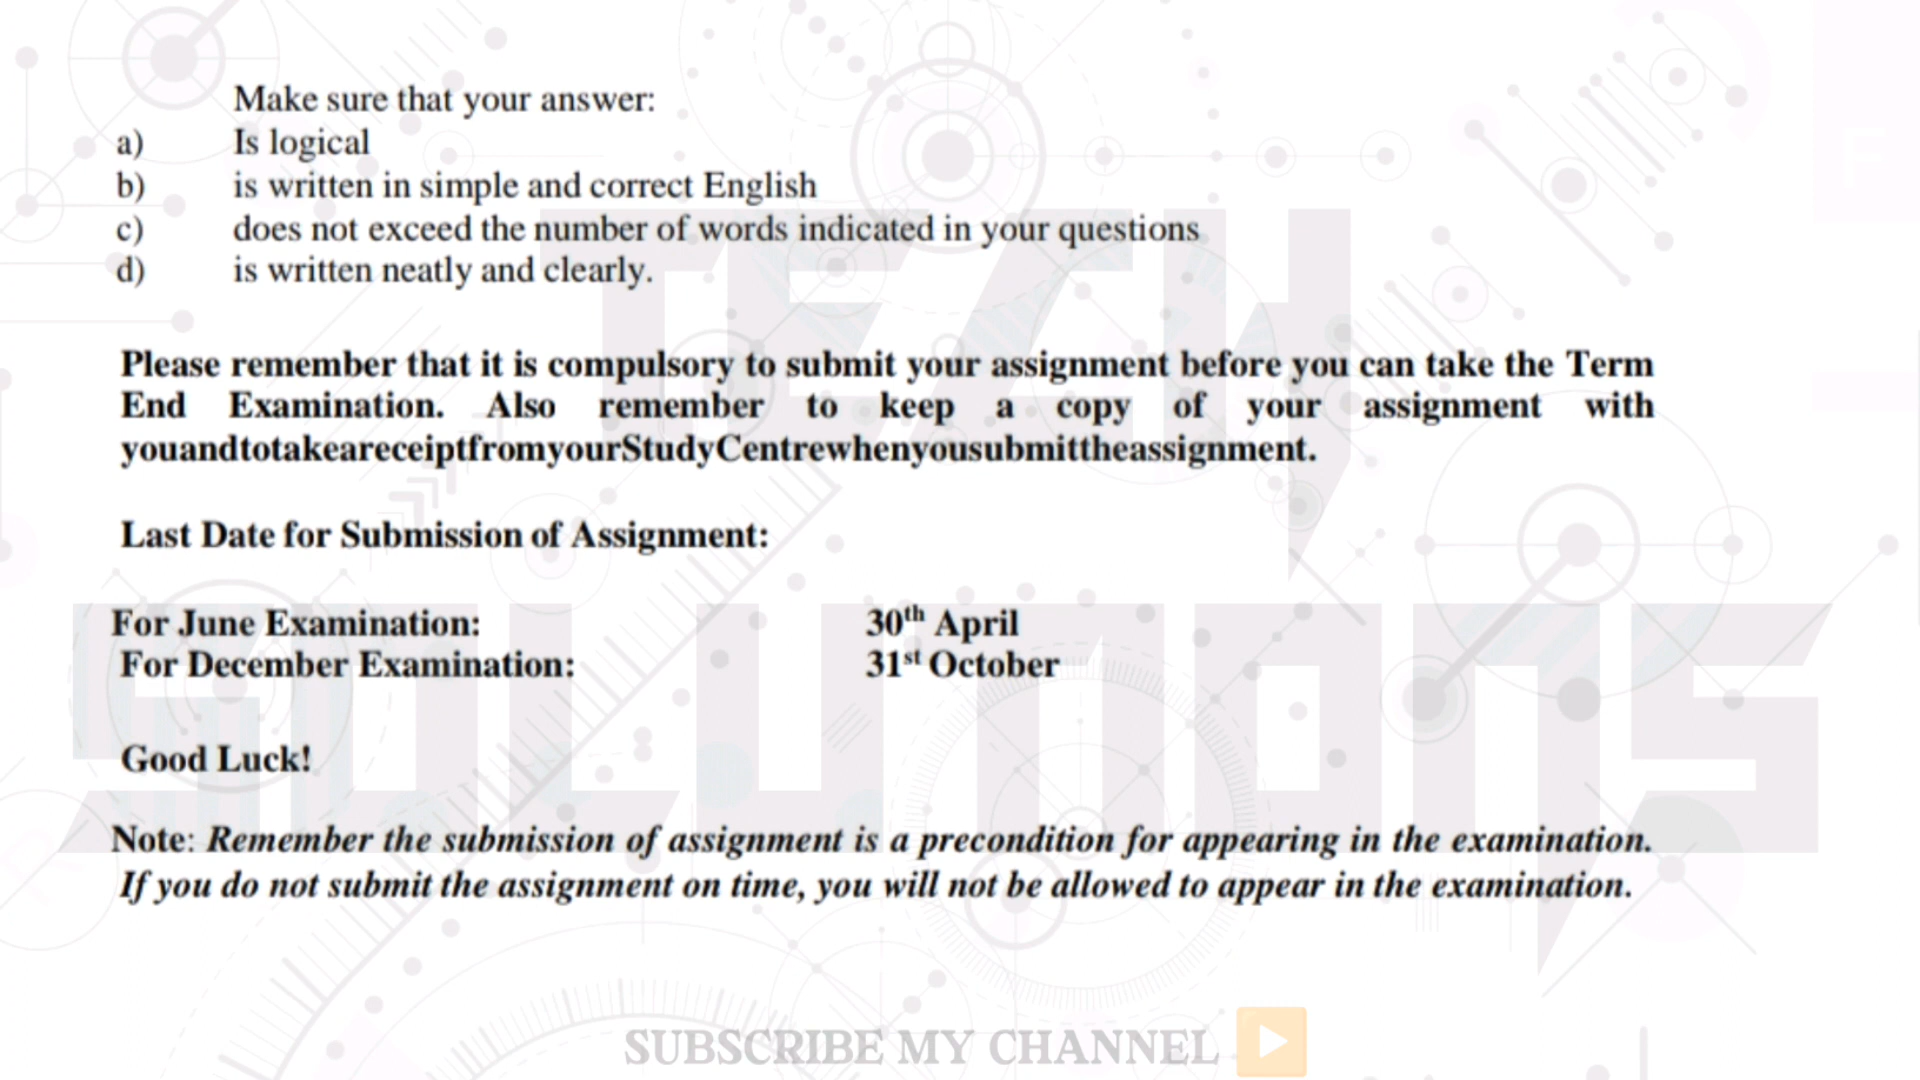 Make sure that your answer:
a) Is logical
b) is written in simple and correct English
c) does not exceed the number of words indicated in your questions
d) is written neatly and clearly.
Please remember that it is compulsory to submit your assignment before you can take the Term
End Examination. Also remember to keep a copy of your assignment with
youandtotakeareceiptfromyourStudyCentrewhenyousubmittheassignment.
Last Date for Submission of Assignment:
For June Examination: 30th April
For December Examination: 31st October
Good Luck!
Note: Remember the submission of assignment is a precondition for appearing in the examination.
If you do not submit the assignment on time, you will not be allowed to appear in the examination.
TECH
SOLUTIONS
SUBSCRIBE MY CHANNEL